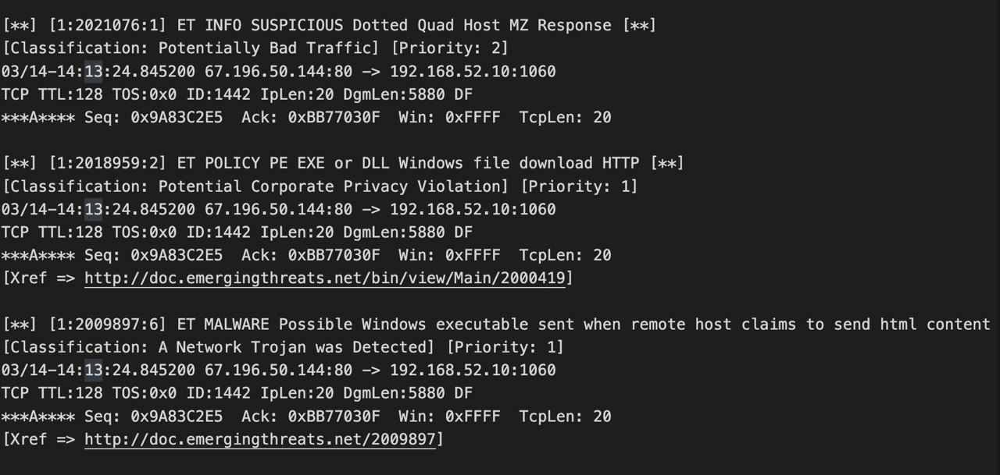 [**] [1:2021076:1] ET INFO SUSPICIOUS Dotted Quad Host MZ Response [**]
[Classification: Potentially Bad Traffic] [Priority: 2]
03/14-14:13:24.845200 67.196.50.144:80 -> 192.168.52.10:1060
TCP TTL:128 TOS:0x0 ID:1442 IpLen:20 DgmLen:5880 DF
***A**** Seq: 0x9A83C2E5  Ack: 0xBB77030F  Win: 0xFFFF  TcpLen: 20

[**] [1:2018959:2] ET POLICY PE EXE or DLL Windows file download HTTP [**]
[Classification: Potential Corporate Privacy Violation] [Priority: 1]
03/14-14:13:24.845200 67.196.50.144:80 -> 192.168.52.10:1060
TCP TTL:128 TOS:0x0 ID:1442 IpLen:20 DgmLen:5880 DF
***A**** Seq: 0x9A83C2E5  Ack: 0xBB77030F  Win: 0xFFFF  TcpLen: 20
[Xref => http://doc.emergingthreats.net/bin/view/Main/2000419]

[**] [1:2009897:6] ET MALWARE Possible Windows executable sent when remote host claims to send html content
[Classification: A Network Trojan was Detected] [Priority: 1]
03/14-14:13:24.845200 67.196.50.144:80 -> 192.168.52.10:1060
TCP TTL:128 TOS:0x0 ID:1442 IpLen:20 DgmLen:5880 DF
***A**** Seq: 0x9A83C2E5  Ack: 0xBB77030F  Win: 0xFFFF  TcpLen: 20
[Xref => http://doc.emergingthreats.net/2009897]